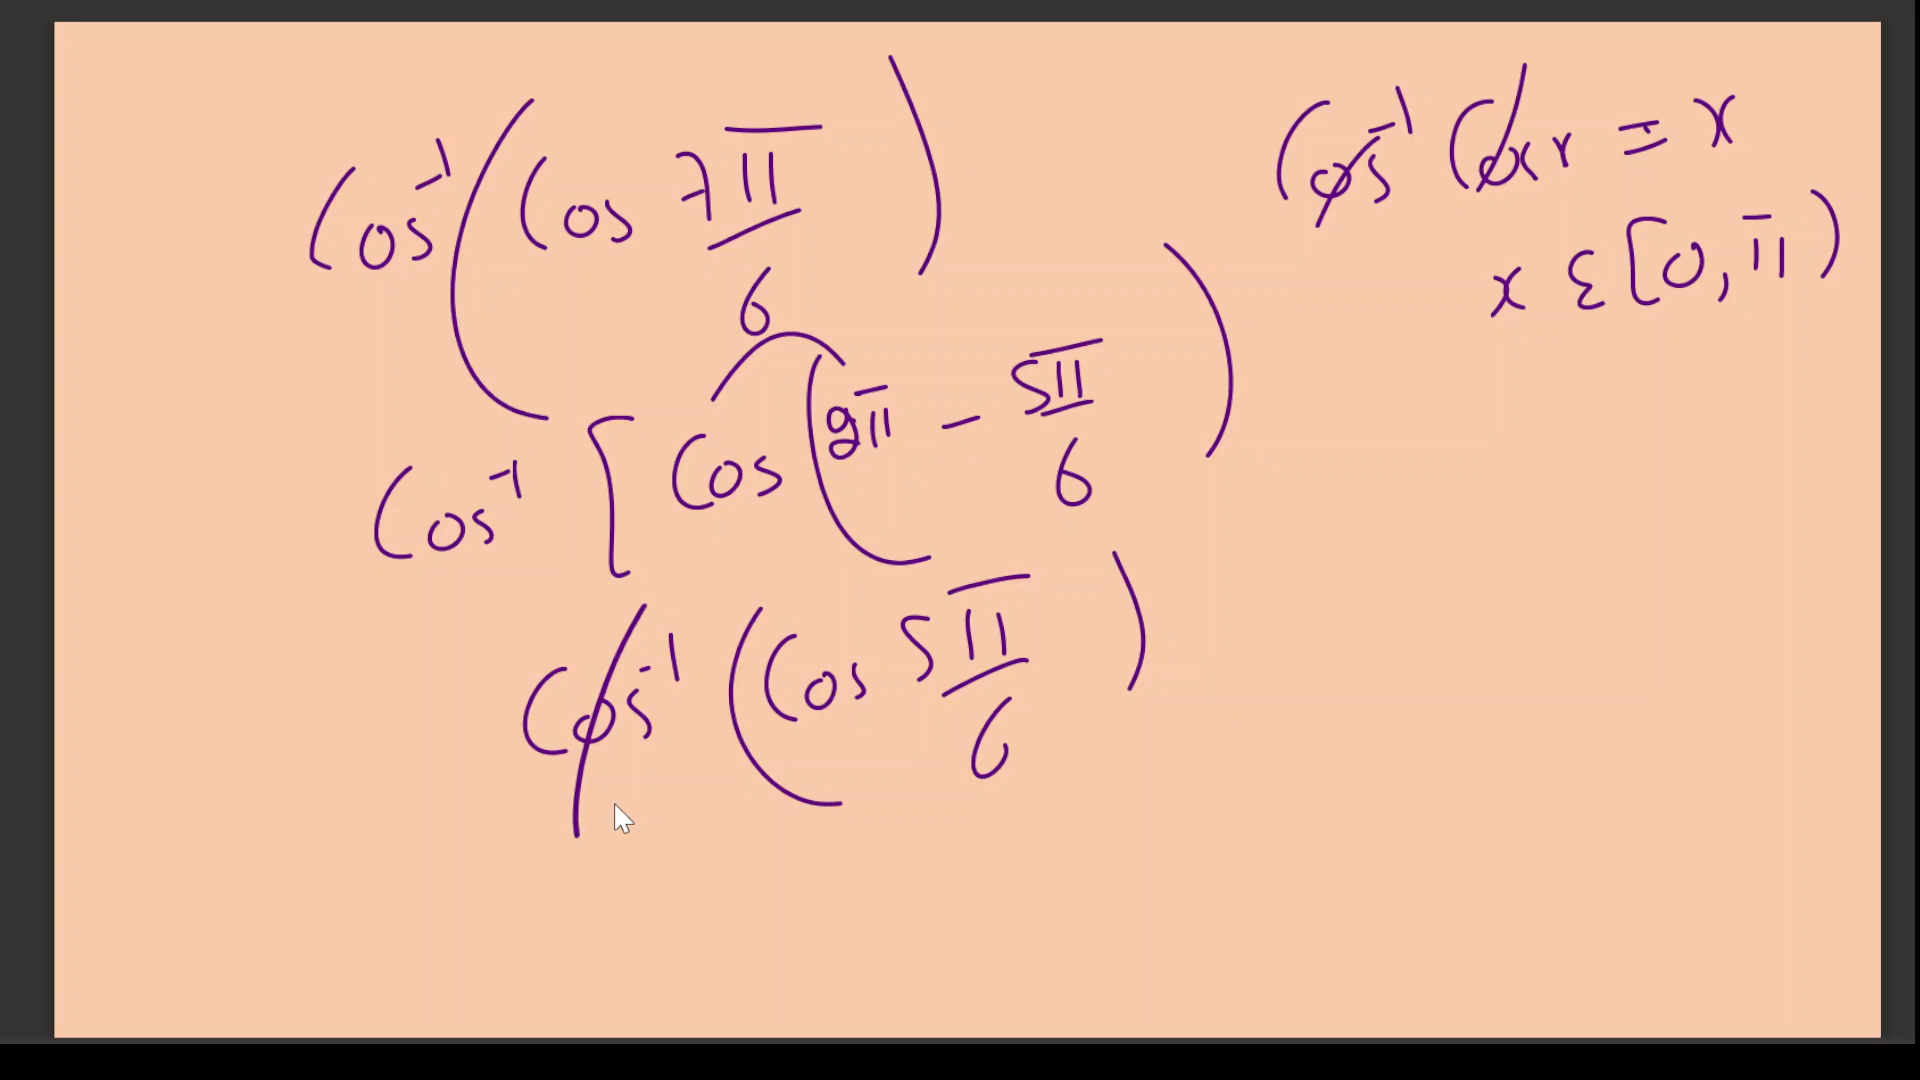 Cos⁻¹ (Cos 7π/6)
Cos⁻¹ Cos x = x
x ε [0, π)
Cos⁻¹ [Cos (2π - 5π/6)
Cos⁻¹ (Cos 5π/6)